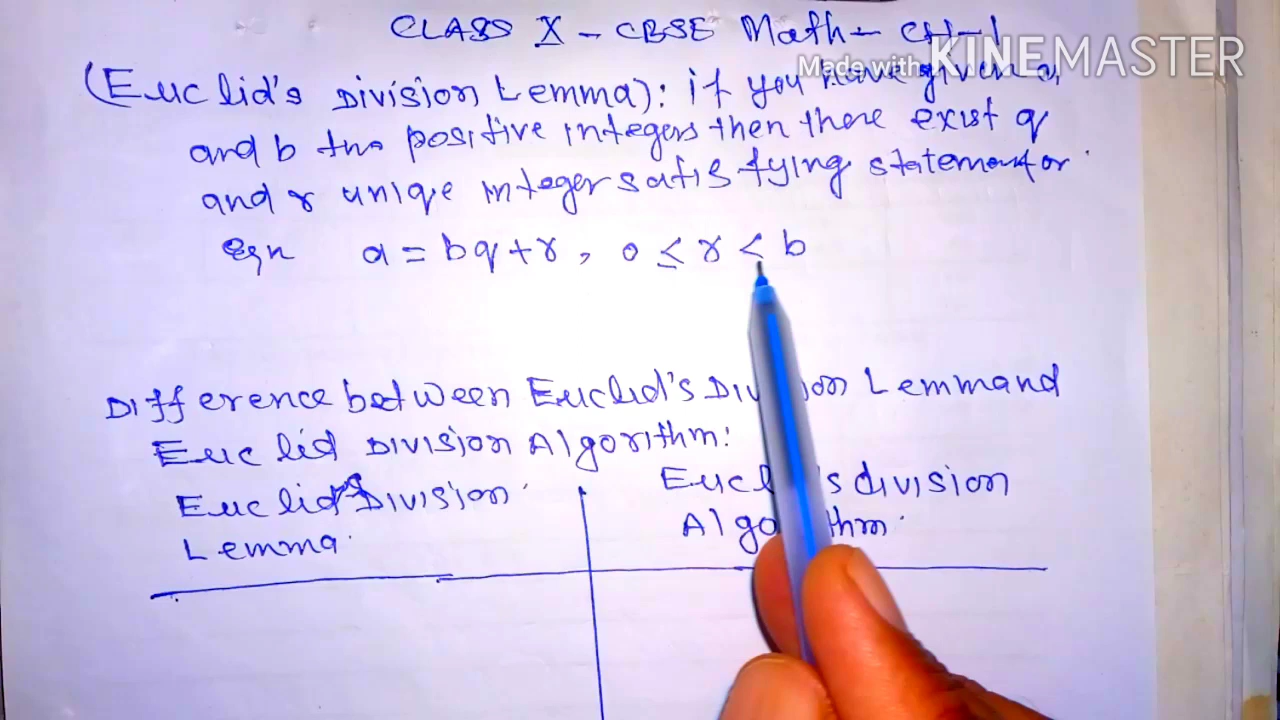 CLASS X - CBSE Math - CH-1
Made with KINEMASTER
(Euclid's Division Lemma): if you have given a,
and b two positive integers then there exist q
and r unique integer satisfying statement or
eqn a = bq + r, 0 ≤ r < b
Difference between Euclid's Division Lemmand
Euclid Division Algorithm:
Euclid's Division
Lemma
Euclid's division
Algorithm